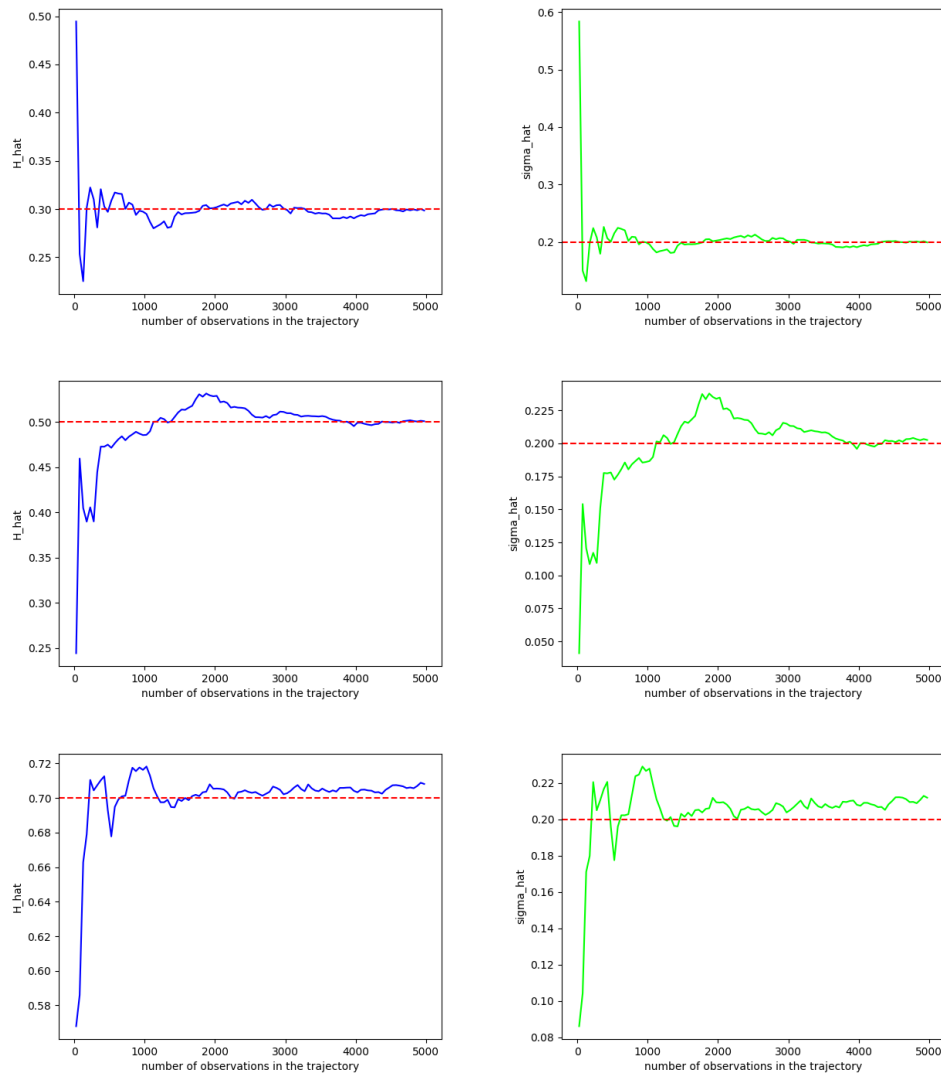 0.50
0.45
0.40
0.35
0.30
0.25
H_hat
0 1000 2000 3000 4000 5000
number of observations in the trajectory
0.6
0.5
0.4
0.3
0.2
sigma_hat
0 1000 2000 3000 4000 5000
number of observations in the trajectory
0.50
0.45
0.40
0.35
0.30
0.25
H_hat
0 1000 2000 3000 4000 5000
number of observations in the trajectory
0.225
0.200
0.175
0.150
0.125
0.100
0.075
0.050
sigma_hat
0 1000 2000 3000 4000 5000
number of observations in the trajectory
0.72
0.70
0.68
0.66
0.64
0.62
0.60
0.58
H_hat
0 1000 2000 3000 4000 5000
number of observations in the trajectory
0.22
0.20
0.18
0.16
0.14
0.12
0.10
0.08
sigma_hat
0 1000 2000 3000 4000 5000
number of observations in the trajectory